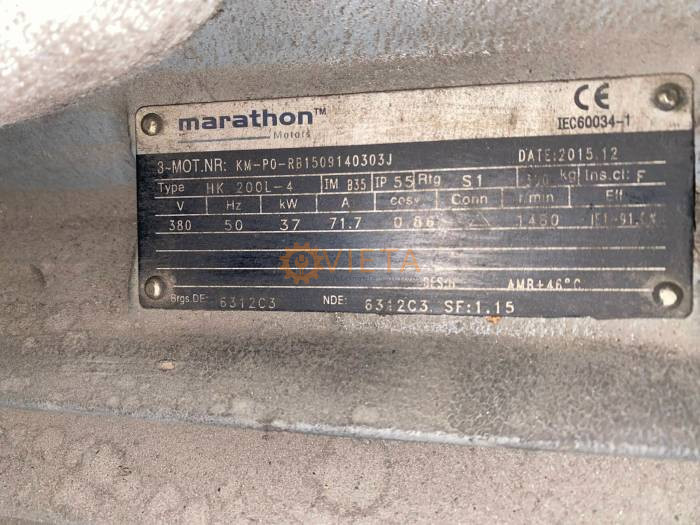 marathon™
Motors
CE
IEC60034-1
3~MOT.NR: KM-PO-RB1509140303J DATE:2015.12
Type HK 200L-4 IM B35 IP 55 Rtg S1 kg Ins.cl: F
V Hz kW A cosφ Conn r/min Eff
380 50 37 71.7 0.86 △ 1480
VIETA
AMB+46°C
Brgs.DE: 6312C3 NDE: 6312C3 SF:1.15